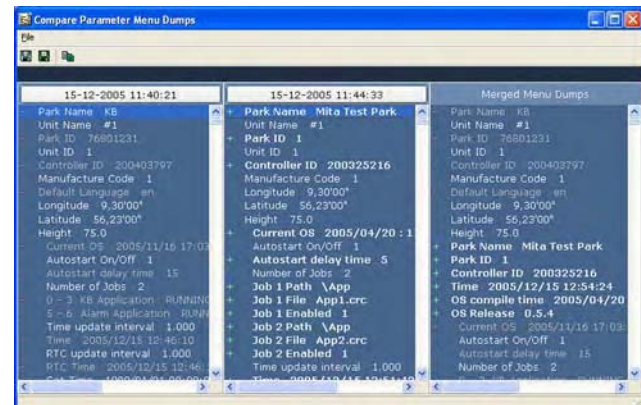 Compare Parameter Menu Dumps
File
15-12-2005 11:40:21
- Park Name KB
Unit Name #1
- Park ID 76801231
Unit ID 1
- Controller ID 200403797
Manufacture Code 1
- Default Language en
Longitude 9,30'00"
Latitude 56,23'00"
Height 75.0
- Current OS 2005/11/16 17:03
Autostart On/Off 1
- Autostart delay time 15
Number of Jobs 2
- 0 - 3 KB Application RUNNING
- 5 - 6 Alarm Application RUNN
Time update interval 1.000
- Time 2005/12/15 12:46:10
RTC update interval 1.000
- RTC Time 2005/12/15 12:46:
15-12-2005 11:44:33
+ Park Name Mita Test Park
Unit Name #1
+ Park ID 1
Unit ID 1
+ Controller ID 200325216
Manufacture Code 1
Longitude 9,30'00"
Latitude 56,23'00"
Height 75.0
+ Current OS 2005/04/20 : 1
Autostart On/Off 1
+ Autostart delay time 5
Number of Jobs 2
+ Job 1 Path \App
+ Job 1 File App1.crc
+ Job 1 Enabled 1
+ Job 2 Path \App
+ Job 2 File App2.crc
+ Job 2 Enabled 1
Time update interval 1.000
+ Time 2005/12/15 12:51:42
Merged Menu Dumps
- Park Name KB
Unit Name #1
- Park ID 76801231
Unit ID 1
- Controller ID 200403797
Manufacture Code 1
- Default Language en
Longitude 9,30'00"
Latitude 56,23'00"
Height 75.0
+ Park Name Mita Test Park
+ Park ID 1
+ Controller ID 200325216
+ Time 2005/12/15 12:54:24
+ OS compile time 2005/04/20
+ OS Release 0.5.4
- Current OS 2005/11/16 17:03:
Autostart On/Off 1
- Autostart delay time 15
Number of Jobs 2